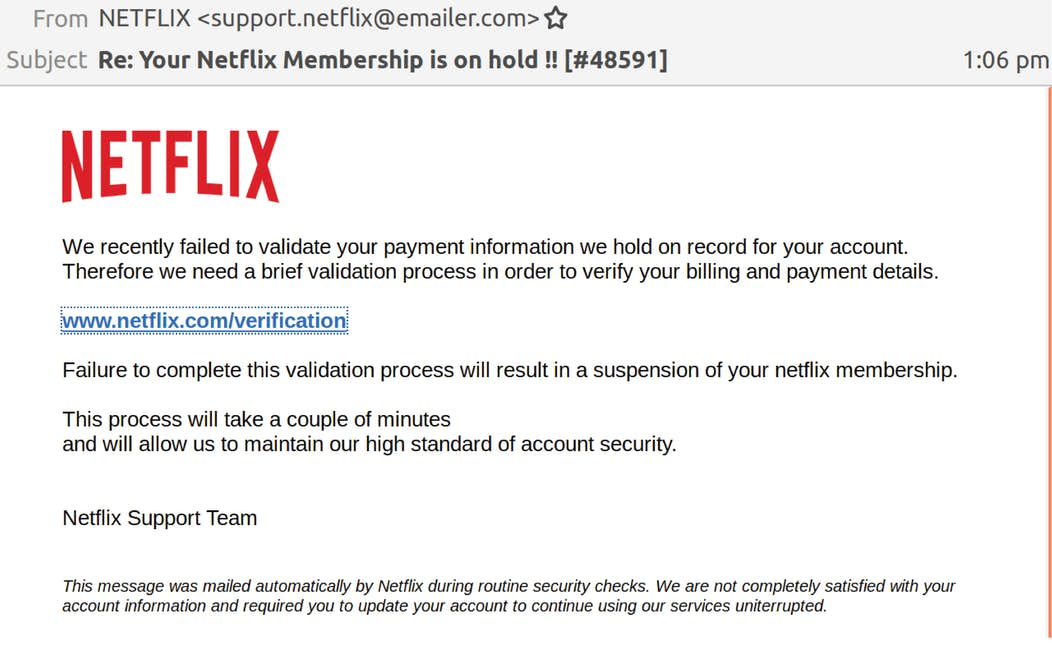 From NETFLIX <support.netflix@emailer.com>
Subject Re: Your Netflix Membership is on hold !! [#48591] 1:06 pm
NETFLIX
We recently failed to validate your payment information we hold on record for your account.
Therefore we need a brief validation process in order to verify your billing and payment details.
www.netflix.com/verification
Failure to complete this validation process will result in a suspension of your netflix membership.
This process will take a couple of minutes
and will allow us to maintain our high standard of account security.
Netflix Support Team
This message was mailed automatically by Netflix during routine security checks. We are not completely satisfied with your
account information and required you to update your account to continue using our services uniterrupted.